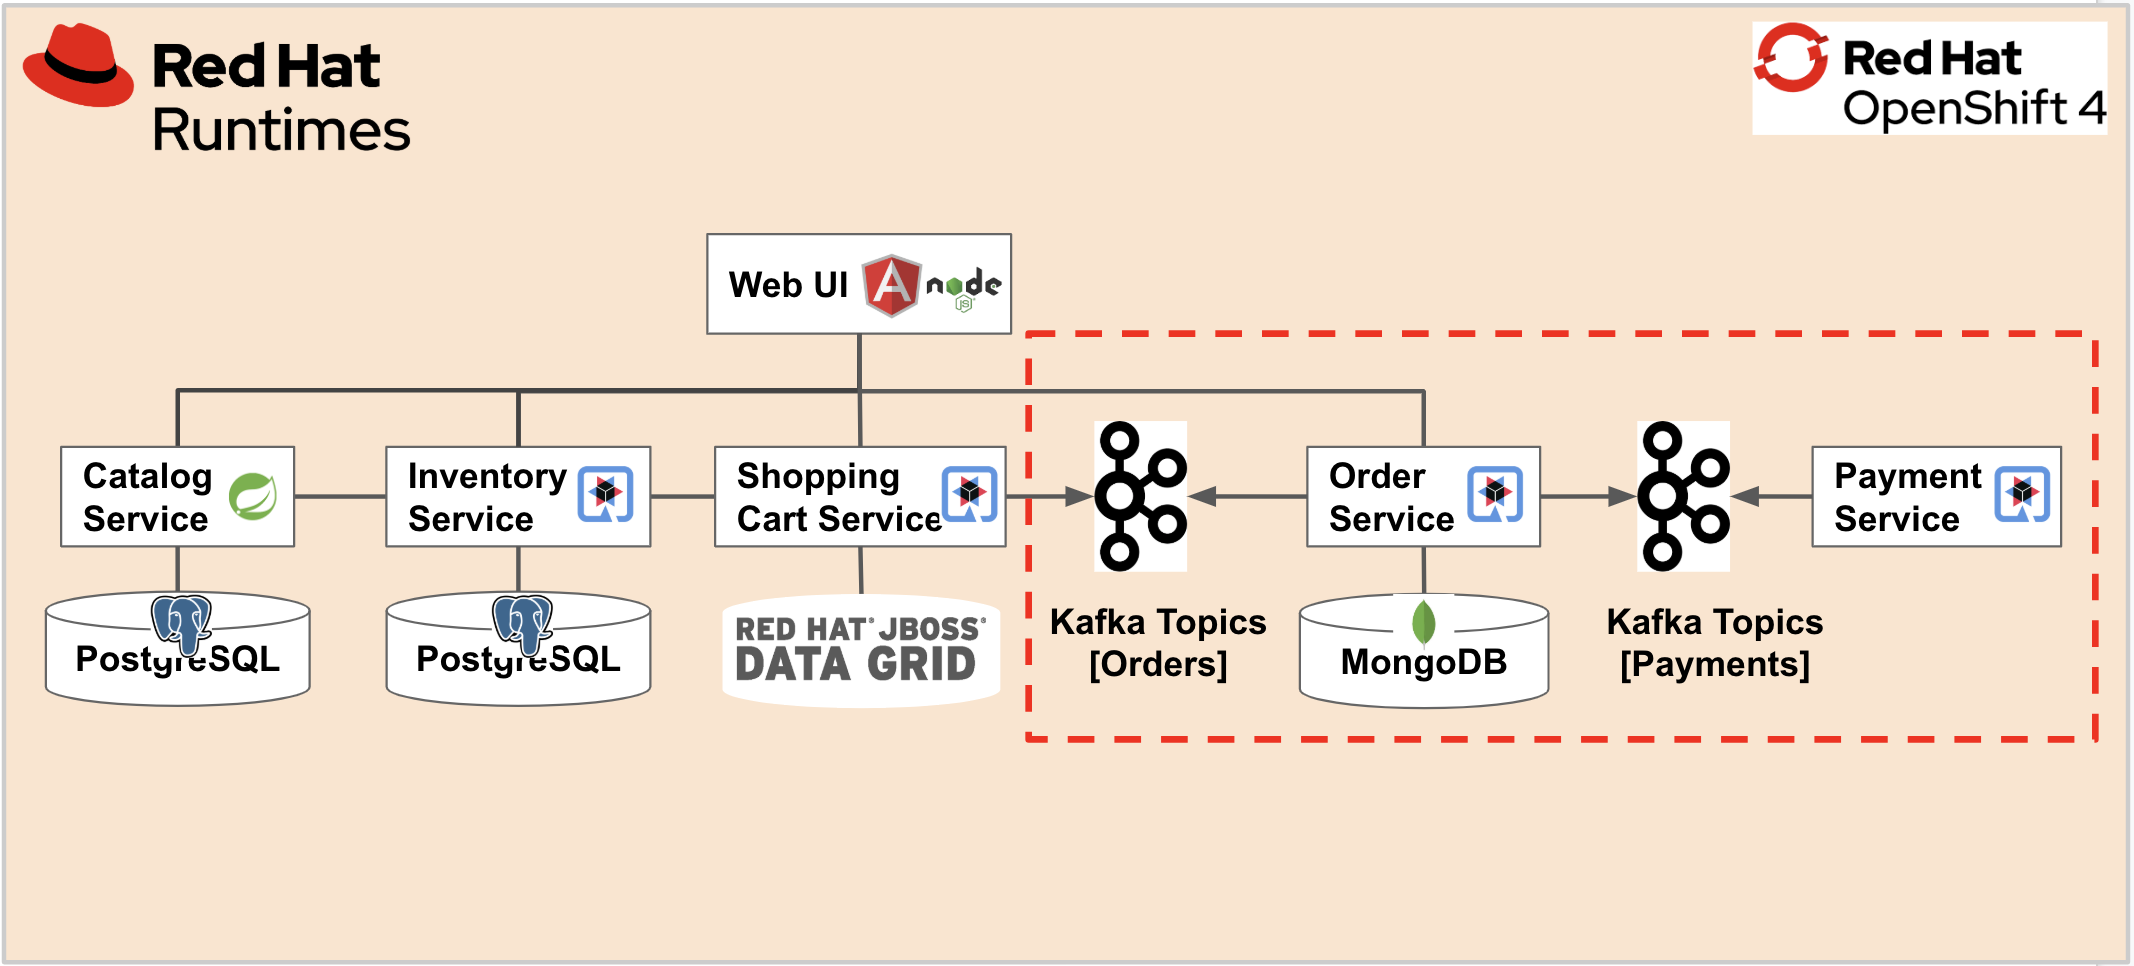 Red Hat
Runtimes
Red Hat
OpenShift 4
Web UI
node
JS
Catalog
Service
Inventory
Service
Shopping
Cart Service
Order
Service
Payment
Service
PostgreSQL
PostgreSQL
RED HAT® JBOSS®
DATA GRID
Kafka Topics
[Orders]
MongoDB
Kafka Topics
[Payments]